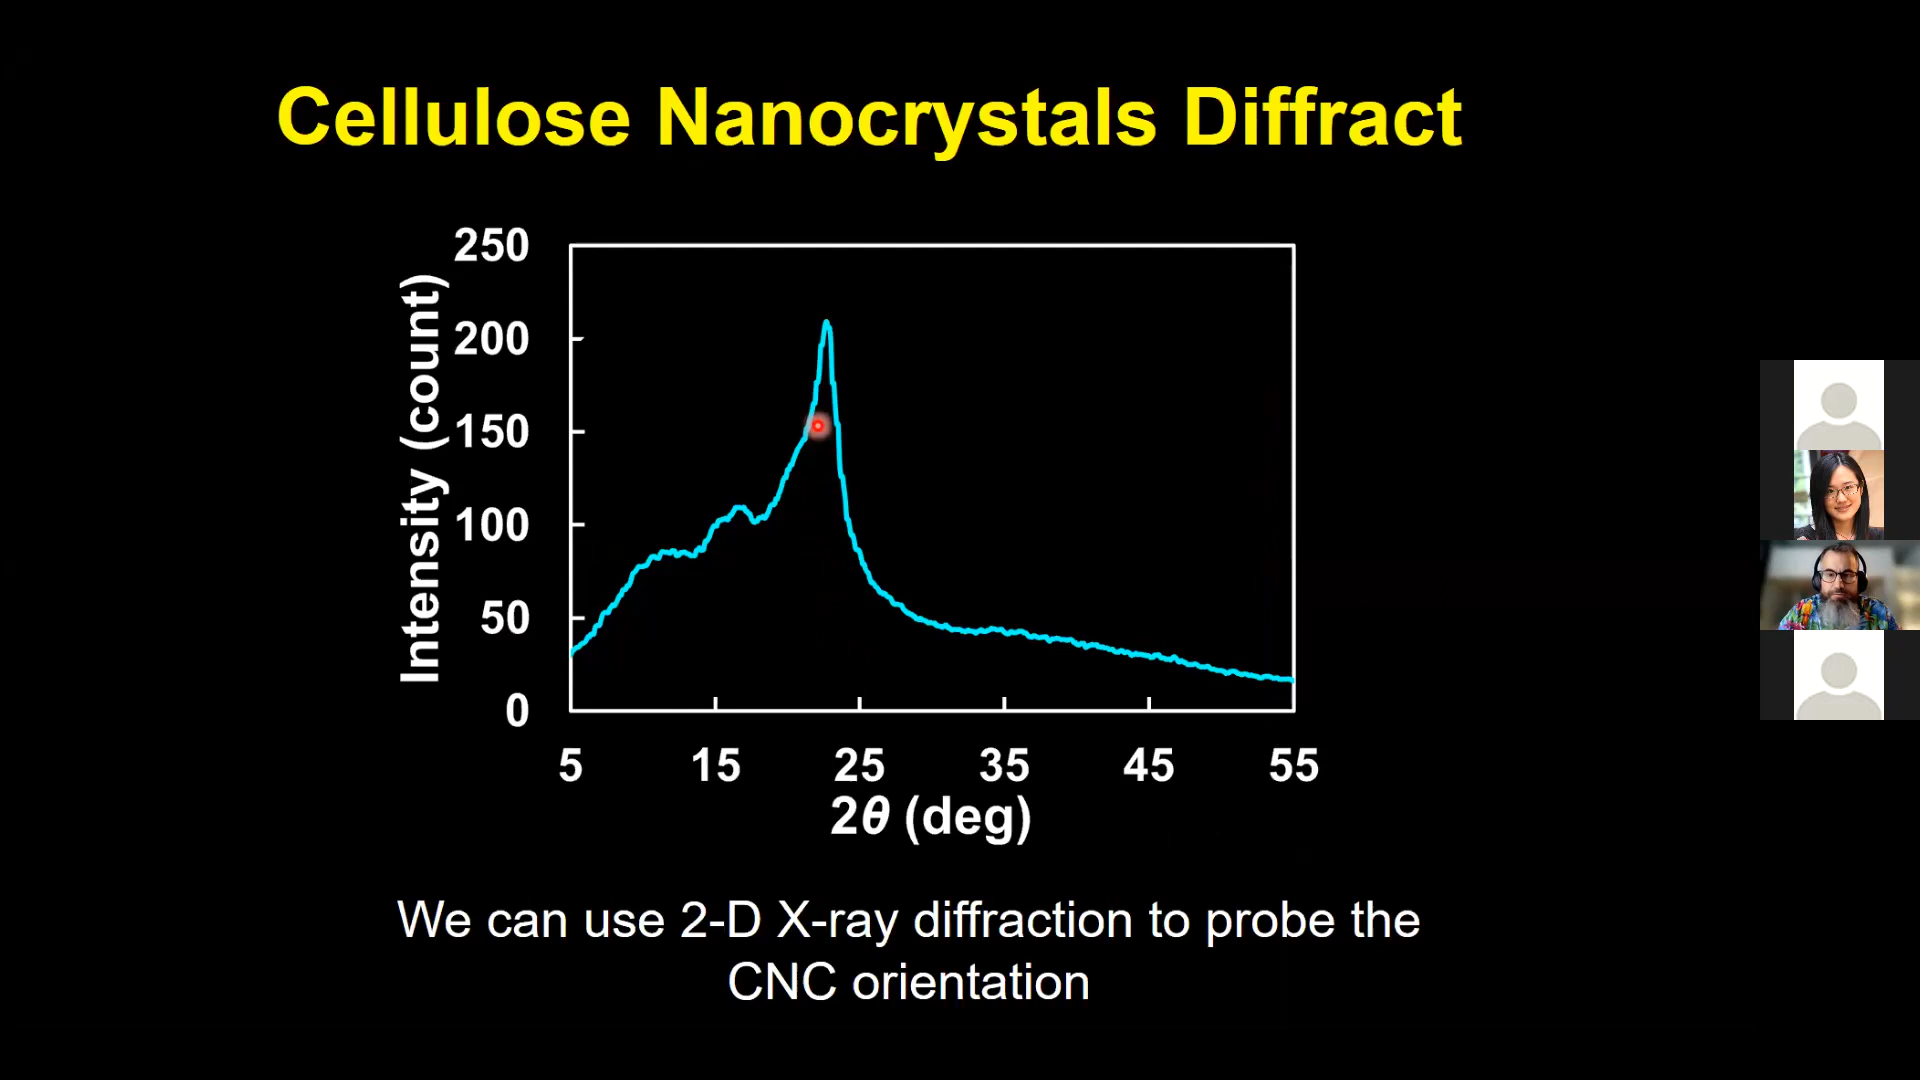 Cellulose Nanocrystals Diffract
250
200
150
100
50
0
Intensity (count)
5 15 25 35 45 55
2θ (deg)
We can use 2-D X-ray diffraction to probe the
CNC orientation